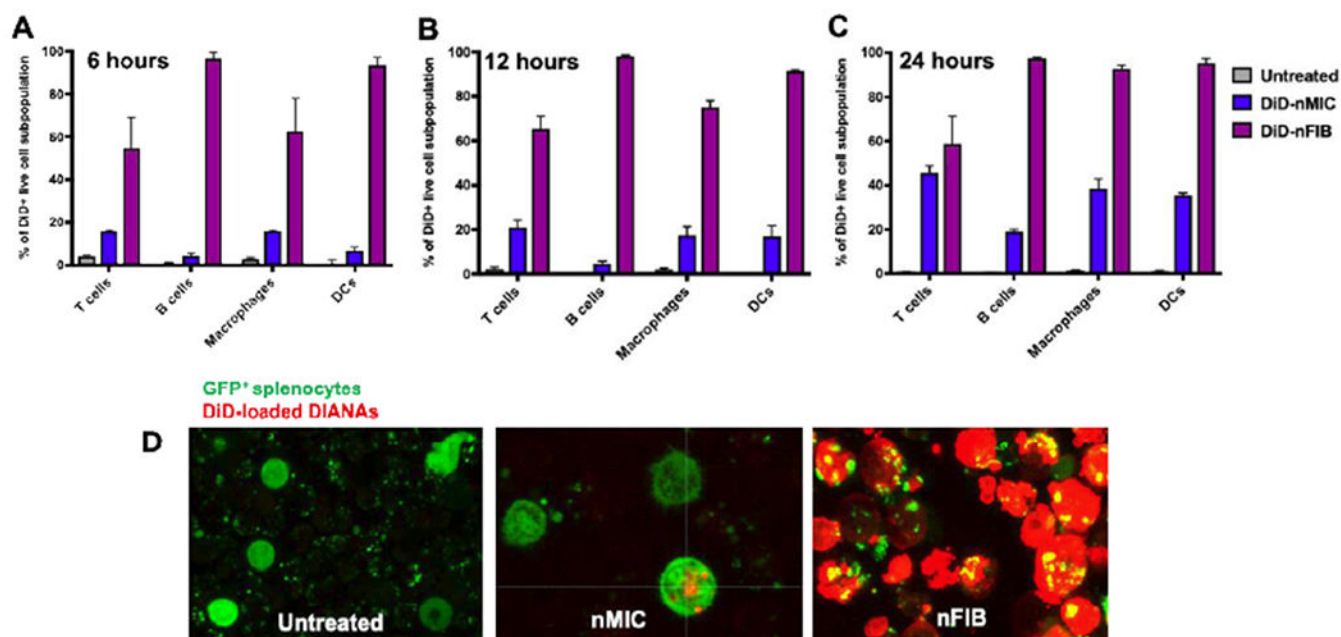 A
6 hours
% of DiD+ live cell subpopulation
100
80
60
40
20
0
T cells
B cells
Macrophages
DCs
B
12 hours
% of DiD+ live cell subpopulation
100
80
60
40
20
0
T cells
B cells
Macrophages
DCs
C
24 hours
% of DiD+ live cell subpopulation
100
80
60
40
20
0
T cells
B cells
Macrophages
DCs
Untreated
DiD-nMIC
DiD-nFIB
GFP+ splenocytes
DiD-loaded DIANAs
D
Untreated
nMIC
nFIB